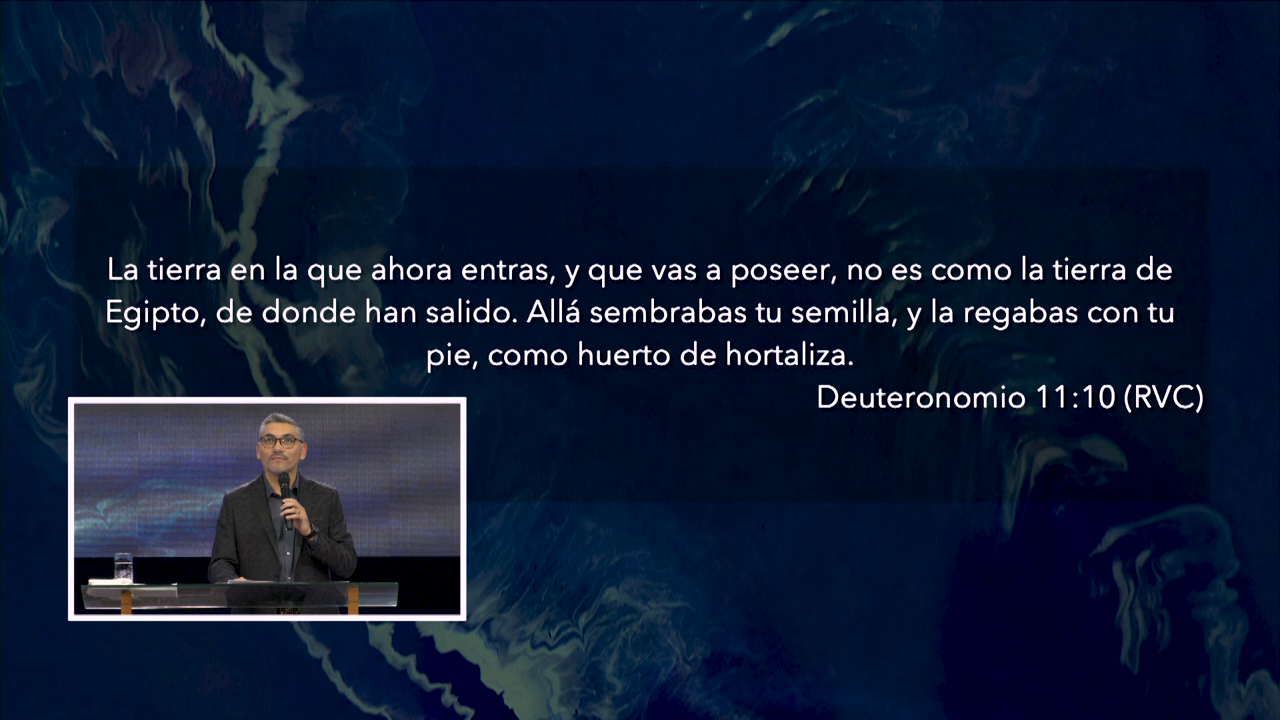 La tierra en la que ahora entras, y que vas a poseer, no es como la tierra de
Egipto, de donde han salido. Allá sembrabas tu semilla, y la regabas con tu
pie, como huerto de hortaliza.
Deuteronomio 11:10 (RVC)